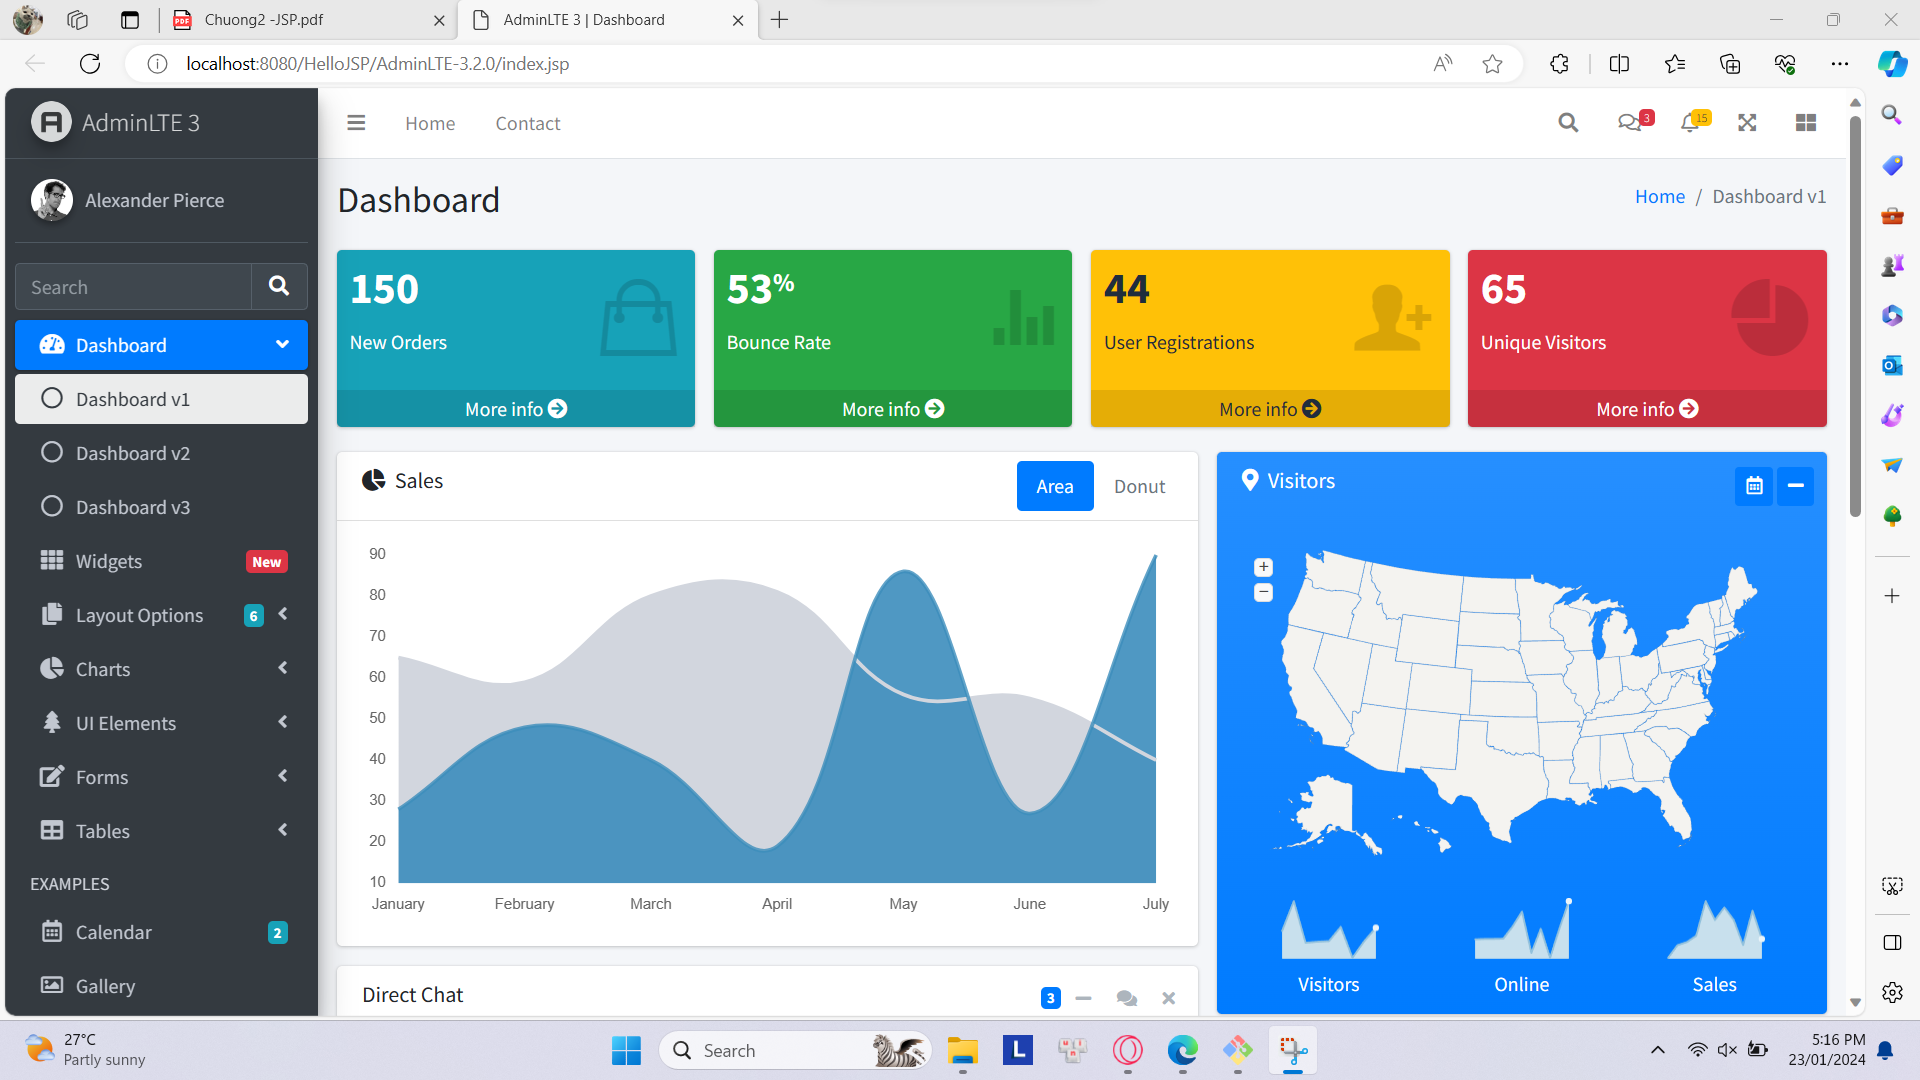 Chuong2 -JSP.pdf
AdminLTE 3 | Dashboard
localhost:8080/HelloJSP/AdminLTE-3.2.0/index.jsp
AdminLTE 3
Home
Contact
3
15
Alexander Pierce
Dashboard
Home / Dashboard v1
Search
Dashboard
Dashboard v1
Dashboard v2
Dashboard v3
Widgets
New
Layout Options
6
Charts
UI Elements
Forms
Tables
EXAMPLES
Calendar
2
Gallery
150
New Orders
More info
53%
Bounce Rate
More info
44
User Registrations
More info
65
Unique Visitors
More info
Sales
Area
Donut
90
80
70
60
50
40
30
20
10
January
February
March
April
May
June
July
Visitors
+
−
Visitors
Online
Sales
Direct Chat
3
27°C
Partly sunny
Search
L
5:16 PM
23/01/2024